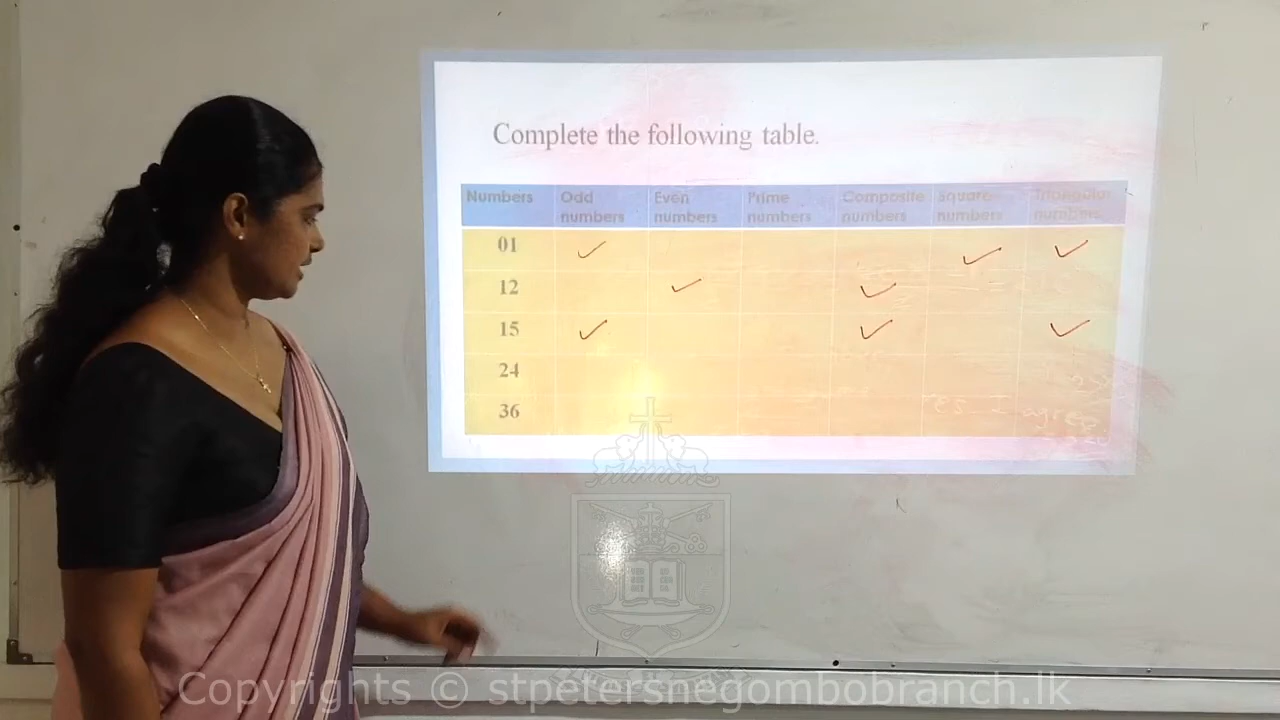 Complete the following table.
Numbers Odd numbers Even numbers Prime numbers Composite numbers Square numbers Triangular numbers
01 ✓ ✓ ✓
12 ✓ ✓
15 ✓ ✓ ✓
24
36
I agree
Copyrights © stpetersnegombobranch.lk